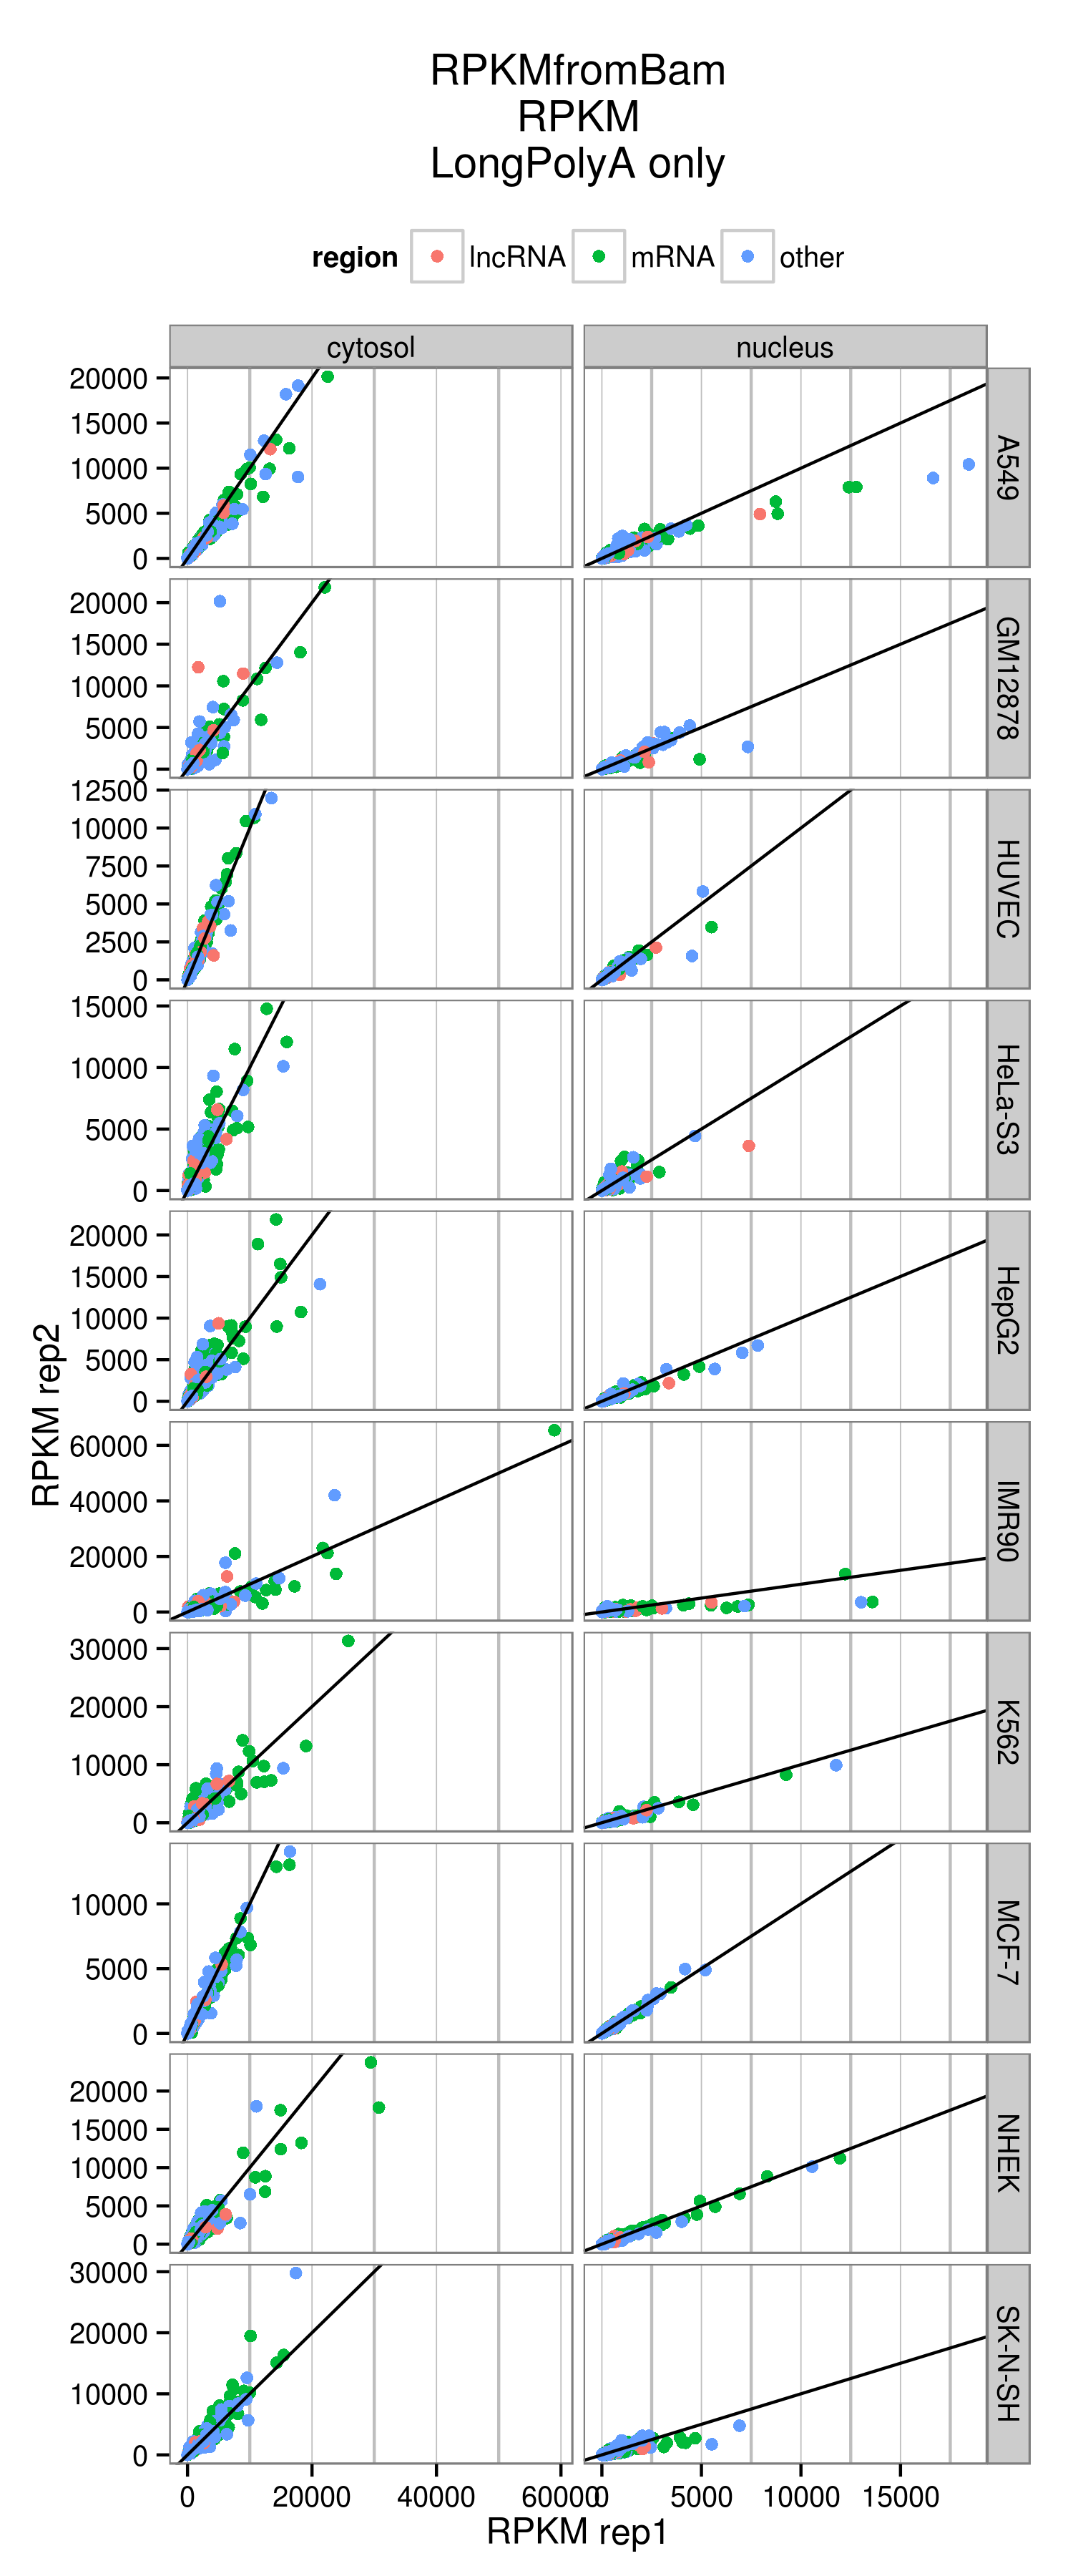 RPKMfromBam
RPKM
LongPolyA only
region lncRNA mRNA other
cytosol nucleus
20000
15000
10000
5000
0
A549
20000
15000
10000
5000
0
GM12878
12500
10000
7500
5000
2500
0
HUVEC
15000
10000
5000
0
HeLa-S3
20000
15000
10000
5000
0
HepG2
RPKM rep2
60000
40000
20000
0
IMR90
30000
20000
10000
0
K562
10000
5000
0
MCF-7
20000
15000
10000
5000
0
NHEK
30000
20000
10000
0
SK-N-SH
0 20000 40000 60000 0 5000 10000 15000
RPKM rep1